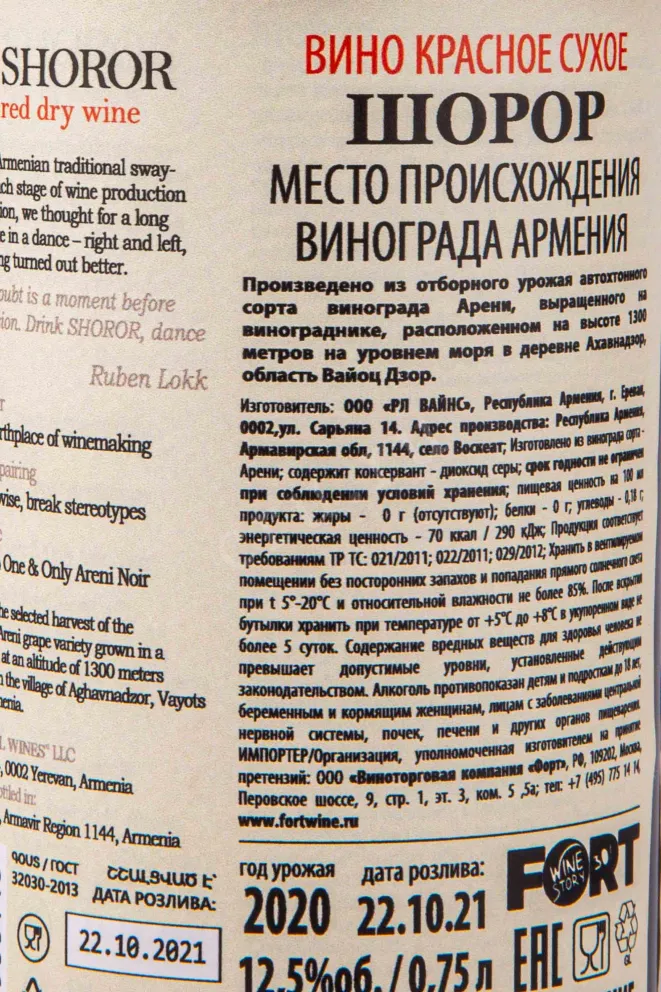 SHOROR
red dry wine
Armenian traditional sway-
ch stage of wine production
ion, we thought for a long
e in a dance – right and left,
ng turned out better.
oubt is a moment before
ion. Drink SHOROR, dance
Ruben Lokk
rthplace of winemaking
pairing
wise, break stereotypes
One & Only Areni Noir
he selected harvest of the
Areni grape variety grown in a
at an altitude of 1300 meters
n the village of Aghavnadzor, Vayots
menia.
L WINES" LLC
, 0002 Yerevan, Armenia
ottled in:
, Armavir Region 1144, Armenia
ԳՕՍՏ / ГОСТ
32030-2013
ՇՇԱԼՑՎԱԾ Է՝
ДАТА РОЗЛИВА:
22.10.2021
ВИНО КРАСНОЕ СУХОЕ
ШОРОР
МЕСТО ПРОИСХОЖДЕНИЯ
ВИНОГРАДА АРМЕНИЯ
Произведено из отборного урожая автохтонного
сорта винограда Арени, выращенного на
винограднике, расположенном на высоте 1300
метров на уровнем моря в деревне Ахавнадзор,
область Вайоц Дзор.
Изготовитель: ООО «РЛ ВАЙНС», Республика Армения, г. Ереван,
0002,ул. Сарьяна 14. Адрес производства: Республика Армения,
Армавирская обл, 1144, село Воскеат; Изготовлено из винограда сорта -
Арени; содержит консервант - диоксид серы; срок годности не ограничен
при соблюдении условий хранения; пищевая ценность на 100 мл
продукта: жиры - 0 г (отсутствуют); белки - 0 г; углеводы - 0,18 г;
энергетическая ценность - 70 ккал / 290 кДж; Продукция соответствует
требованиям ТР ТС: 021/2011; 022/2011; 029/2012; Хранить в вентилируемом
помещении без посторонних запахов и попадания прямого солнечного света
при t 5°-20°C и относительной влажности не более 85%. После вскрытия
бутылки хранить при температуре от +5°C до +8°C в укупоренном виде не
более 5 суток. Содержание вредных веществ для здоровья человека не
превышает допустимые уровни, установленные действующим
законодательством. Алкоголь противопоказан детям и подросткам до 18 лет,
беременным и кормящим женщинам, лицам с заболеваниями центральной
нервной системы, почек, печени и других органов пищеварения.
ИМПОРТЕР/Организация, уполномоченная изготовителем на принятие
претензий: ООО «Виноторговая компания «Форт», РФ, 109202, Москва,
Перовское шоссе, 9, стр. 1, эт. 3, ком. 5 ,5а; тел: +7 (495) 775 14 14,
www.fortwine.ru
год урожая
2020
дата розлива:
22.10.21
FORT
WINE
STORY
12,5%об. / 0,75 л
EAC
GL